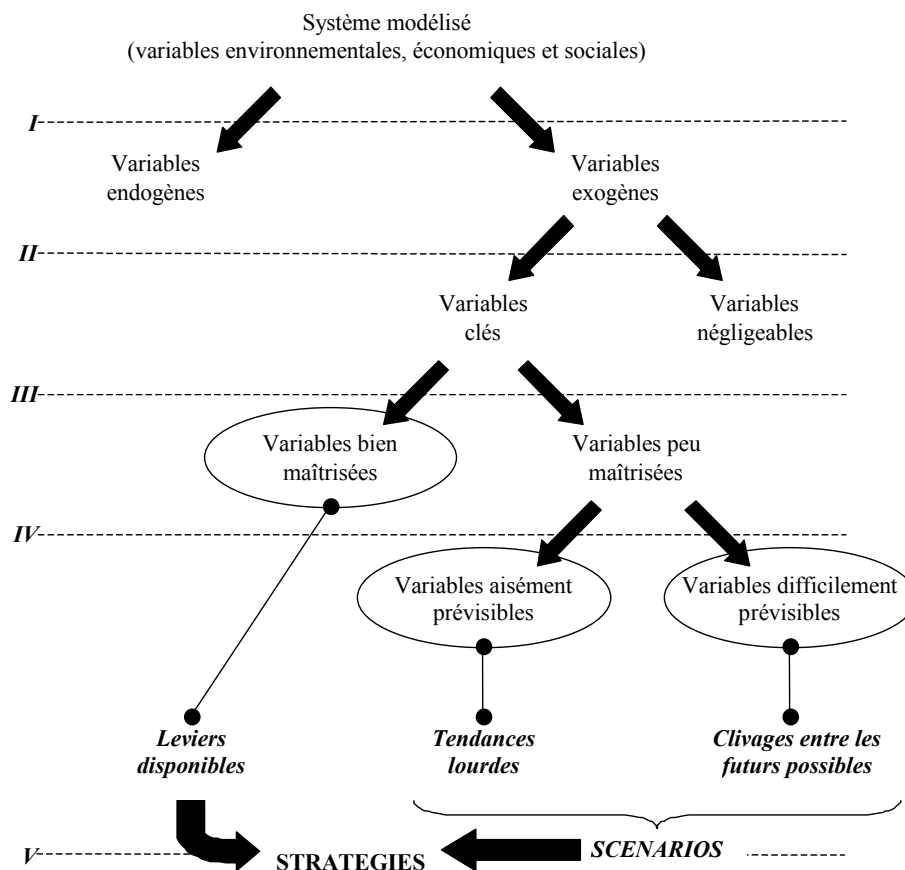 Système modélisé
(variables environnementales, économiques et sociales)
I
Variables
endogènes
Variables
exogènes
II
Variables
clés
Variables
négligeables
III
Variables bien
maîtrisées
Variables peu
maîtrisées
IV
Variables aisément
prévisibles
Variables difficilement
prévisibles
Leviers
disponibles
Tendances
lourdes
Clivages entre les
futurs possibles
V
STRATEGIES
SCENARIOS